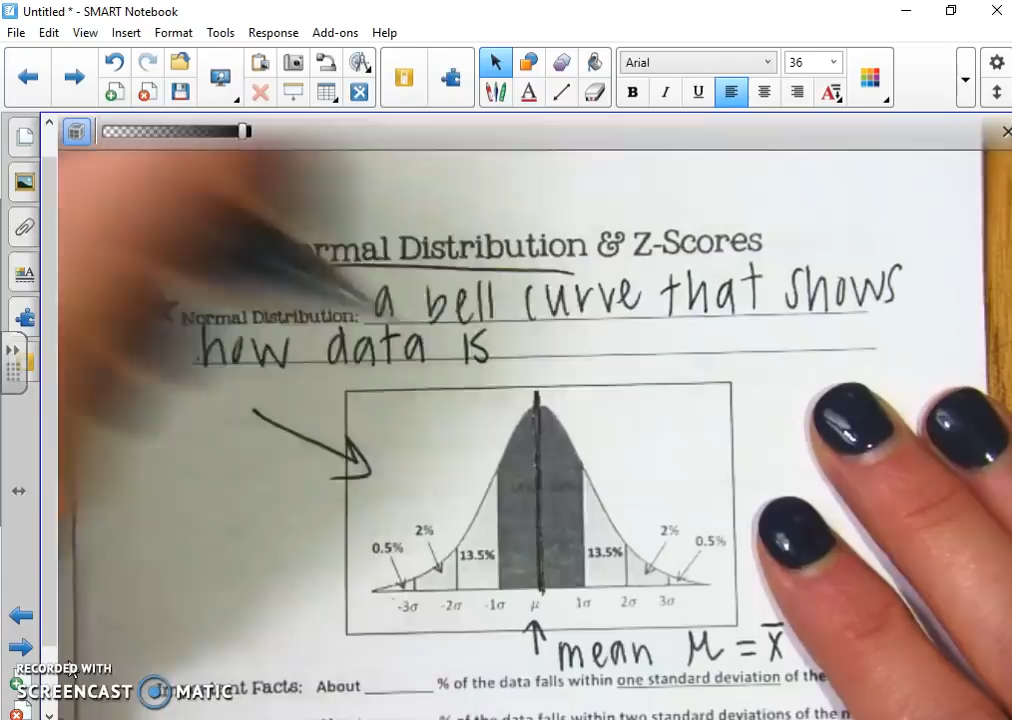 Untitled * - SMART Notebook
File Edit View Insert Format Tools Response Add-ons Help
Arial 36
B I U A
rmal Distribution & Z-Scores
Normal Distribution: a bell curve that shows
how data is
0.5% 2% 13.5% 13.5% 2% 0.5%
-3σ -2σ -1σ μ 1σ 2σ 3σ
mean μ = x̄
RECORDED WITH
SCREENCAST MATIC
nt Facts: About ______ % of the data falls within one standard deviation of the
% of the data falls within two standard deviations of the